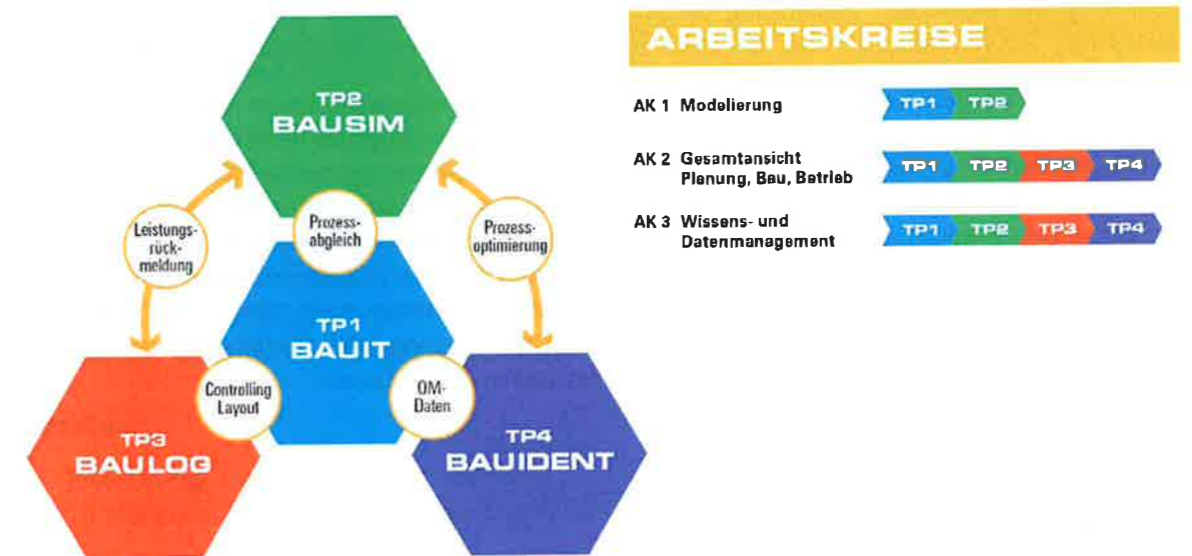 TP2
BAUSIM
Leistungs-
rück-
meldung
Prozess-
abgleich
Prozess-
optimierung
TP1
BAUIT
Controlling
Layout
OM-
Daten
TP3
BAULOG
TP4
BAUIDENT
ARBEITSKREISE
AK 1 Modelierung
TP1 TP2
AK 2 Gesamtansicht
Planung, Bau, Betrieb
TP1 TP2 TP3 TP4
AK 3 Wissens- und
Datenmanagement
TP1 TP2 TP3 TP4